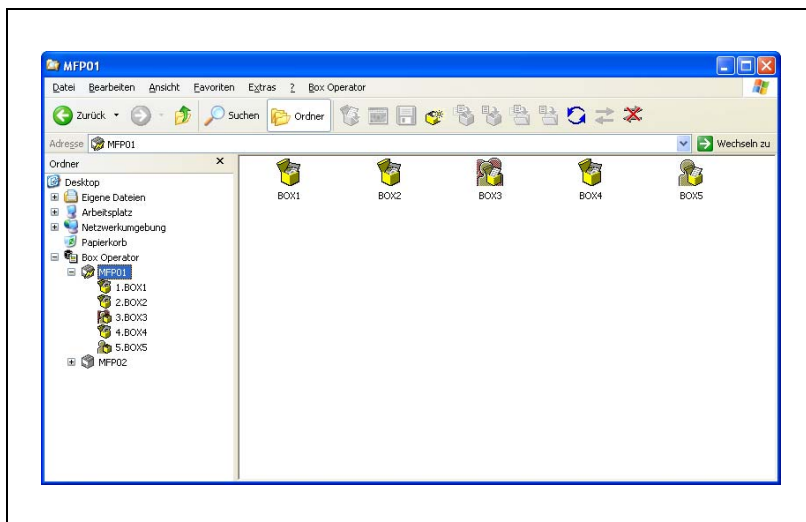 MFP01
Datei Bearbeiten Ansicht Favoriten Extras ? Box Operator
Zurück Suchen Ordner
Adresse MFP01 Wechseln zu
Ordner
Desktop
Eigene Dateien
Arbeitsplatz
Netzwerkumgebung
Papierkorb
Box Operator
MFP01
1.BOX1
2.BOX2
3.BOX3
4.BOX4
5.BOX5
MFP02
BOX1 BOX2 BOX3 BOX4 BOX5